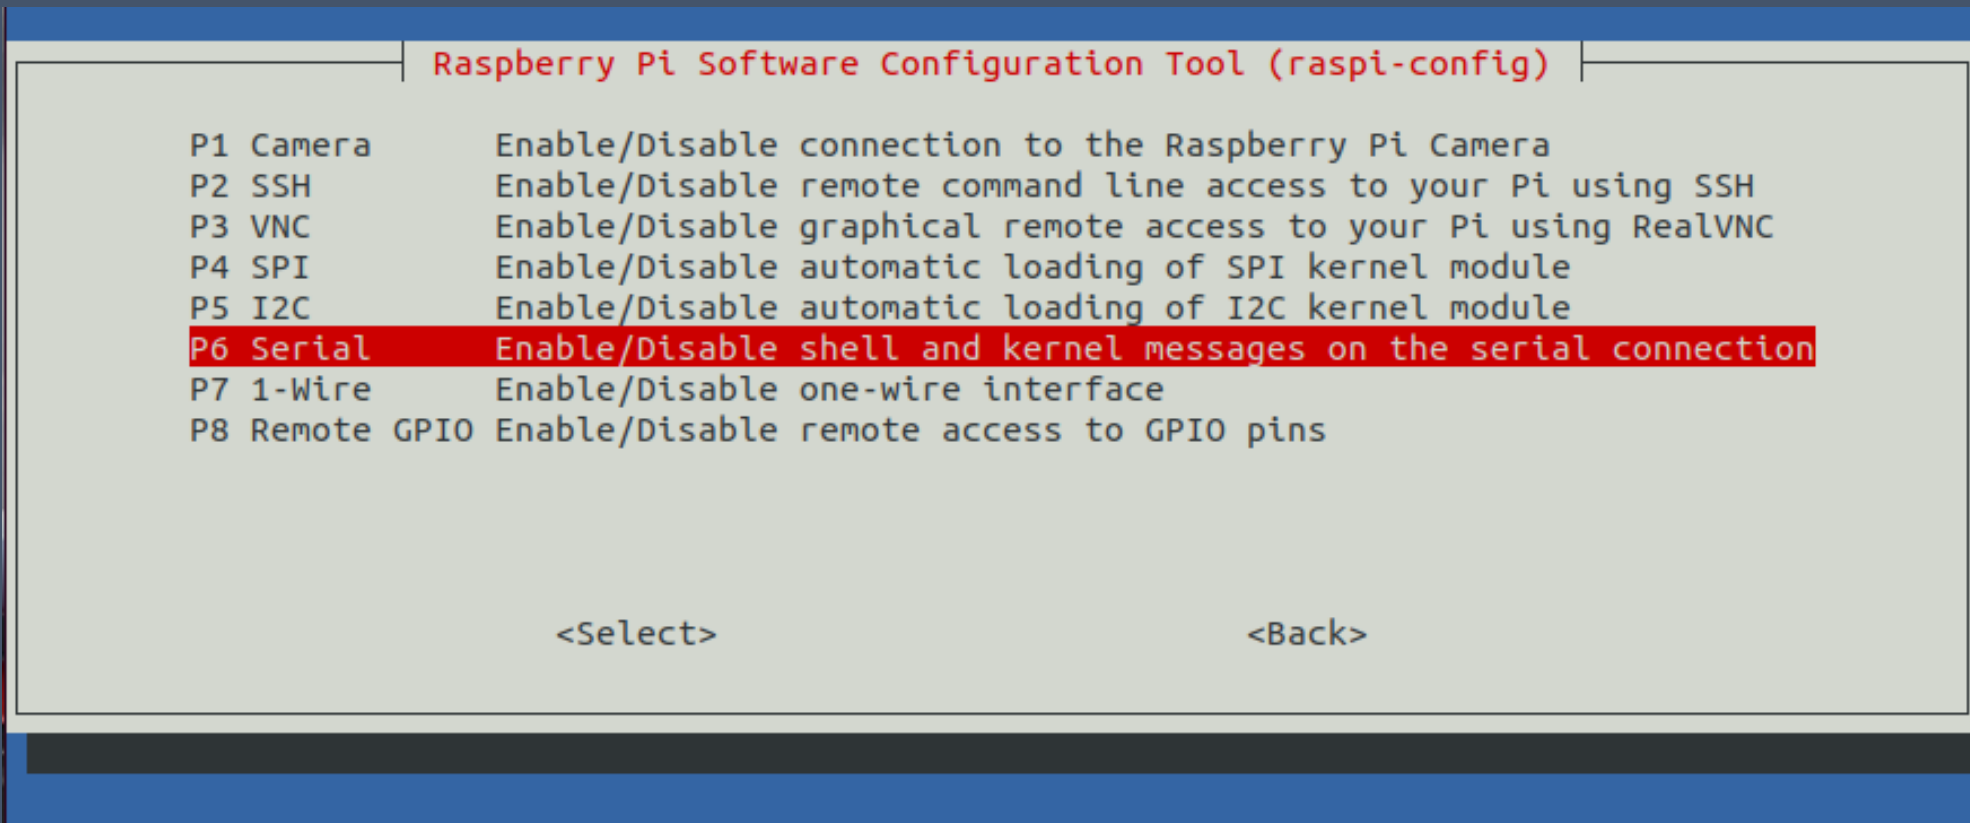 Raspberry Pi Software Configuration Tool (raspi-config)
P1 Camera Enable/Disable connection to the Raspberry Pi Camera
P2 SSH Enable/Disable remote command line access to your Pi using SSH
P3 VNC Enable/Disable graphical remote access to your Pi using RealVNC
P4 SPI Enable/Disable automatic loading of SPI kernel module
P5 I2C Enable/Disable automatic loading of I2C kernel module
P6 Serial Enable/Disable shell and kernel messages on the serial connection
P7 1-Wire Enable/Disable one-wire interface
P8 Remote GPIO Enable/Disable remote access to GPIO pins
<Select> <Back>